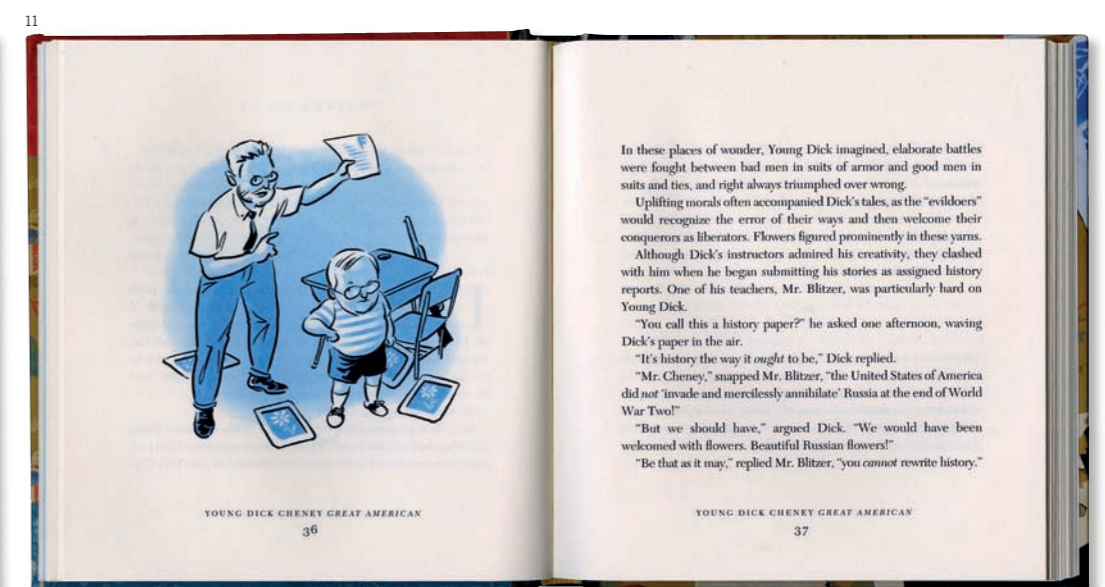 11
YOUNG DICK CHENEY GREAT AMERICAN
36
In these places of wonder, Young Dick imagined, elaborate battles
were fought between bad men in suits of armor and good men in
suits and ties, and right always triumphed over wrong.
Uplifting morals often accompanied Dick's tales, as the "evildoers"
would recognize the error of their ways and then welcome their
conquerors as liberators. Flowers figured prominently in these yarns.
Although Dick's instructors admired his creativity, they clashed
with him when he began submitting his stories as assigned history
reports. One of his teachers, Mr. Blitzer, was particularly hard on
Young Dick.
"You call this a history paper?" he asked one afternoon, waving
Dick's paper in the air.
"It's history the way it ought to be," Dick replied.
"Mr. Cheney," snapped Mr. Blitzer, "the United States of America
did not 'invade and mercilessly annihilate' Russia at the end of World
War Two!"
"But we should have," argued Dick. "We would have been
welcomed with flowers. Beautiful Russian flowers!"
"Be that as it may," replied Mr. Blitzer, "you cannot rewrite history."
YOUNG DICK CHENEY GREAT AMERICAN
37